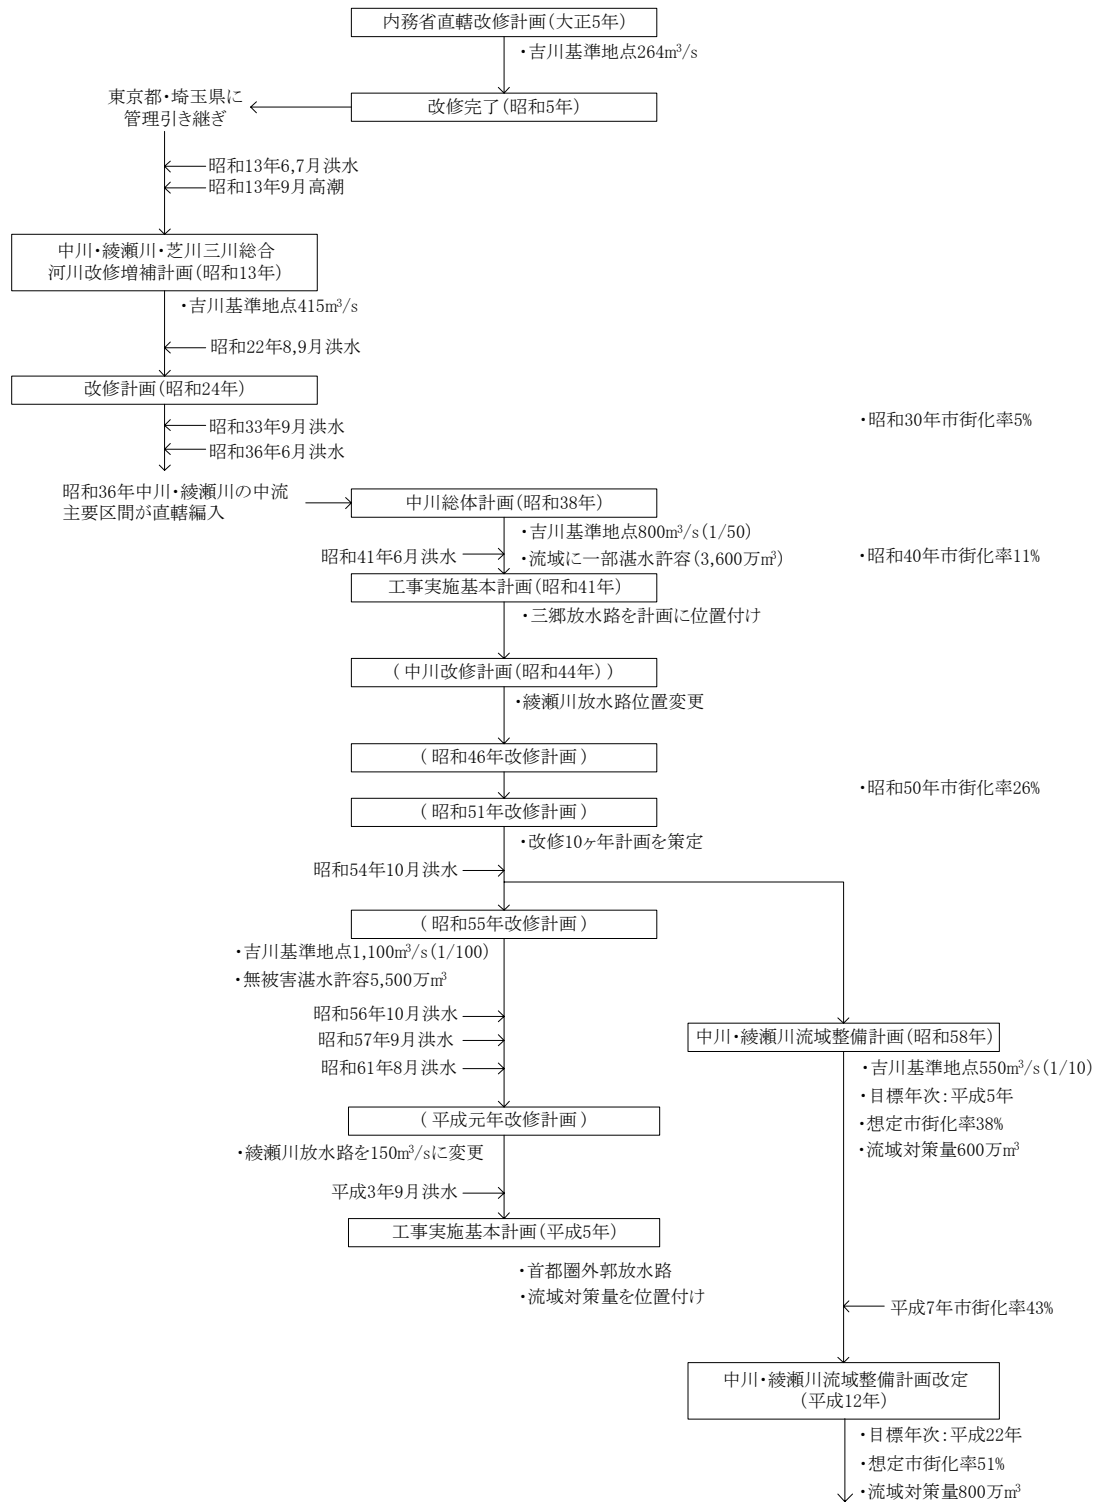 内務省直轄改修計画(大正5年)
・吉川基準地点264m³/s
東京都・埼玉県に
管理引き継ぎ
改修完了(昭和5年)
昭和13年6,7月洪水
昭和13年9月高潮
中川・綾瀬川・芝川三川総合
河川改修増補計画(昭和13年)
・吉川基準地点415m³/s
昭和22年8,9月洪水
改修計画(昭和24年)
昭和33年9月洪水
・昭和30年市街化率5%
昭和36年6月洪水
昭和36年中川・綾瀬川の中流
主要区間が直轄編入
中川総体計画(昭和38年)
・吉川基準地点800m³/s(1/50)
昭和41年6月洪水
・流域に一部湛水許容(3,600万m³)
・昭和40年市街化率11%
工事実施基本計画(昭和41年)
・三郷放水路を計画に位置付け
(中川改修計画(昭和44年))
・綾瀬川放水路位置変更
(昭和46年改修計画)
・昭和50年市街化率26%
(昭和51年改修計画)
・改修10ヶ年計画を策定
昭和54年10月洪水
(昭和55年改修計画)
・吉川基準地点1,100m³/s(1/100)
・無被害湛水許容5,500万m³
昭和56年10月洪水
昭和57年9月洪水
昭和61年8月洪水
中川・綾瀬川流域整備計画(昭和58年)
・吉川基準地点550m³/s(1/10)
・目標年次:平成5年
・想定市街化率38%
・流域対策量600万m³
(平成元年改修計画)
・綾瀬川放水路を150m³/sに変更
平成3年9月洪水
工事実施基本計画(平成5年)
・首都圏外郭放水路
・流域対策量を位置付け
平成7年市街化率43%
中川・綾瀬川流域整備計画改定
(平成12年)
・目標年次:平成22年
・想定市街化率51%
・流域対策量800万m³